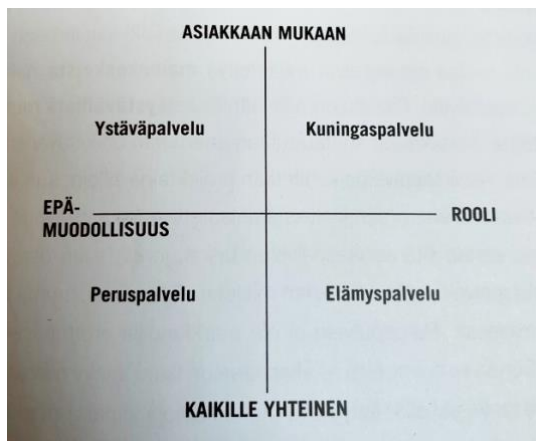 ASIAKKAAN MUKAAN
Ystäväpalvelu
Kuningaspalvelu
EPÄ-
MUODOLLISUUS
ROOLI
Peruspalvelu
Elämyspalvelu
KAIKILLE YHTEINEN